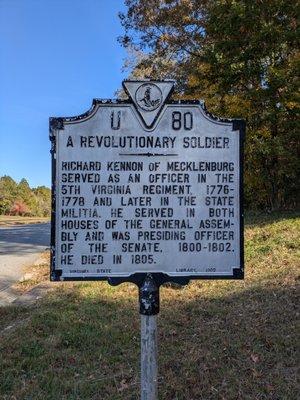 U 80
A REVOLUTIONARY SOLDIER
RICHARD KENNON OF MECKLENBURG
SERVED AS AN OFFICER IN THE
5TH VIRGINIA REGIMENT, 1776-
1778 AND LATER IN THE STATE
MILITIA. HE SERVED IN BOTH
HOUSES OF THE GENERAL ASSEM-
BLY AND WAS PRESIDING OFFICER
OF THE SENATE, 1800-1802.
HE DIED IN 1805.
VIRGINIA STATE LIBRARY,